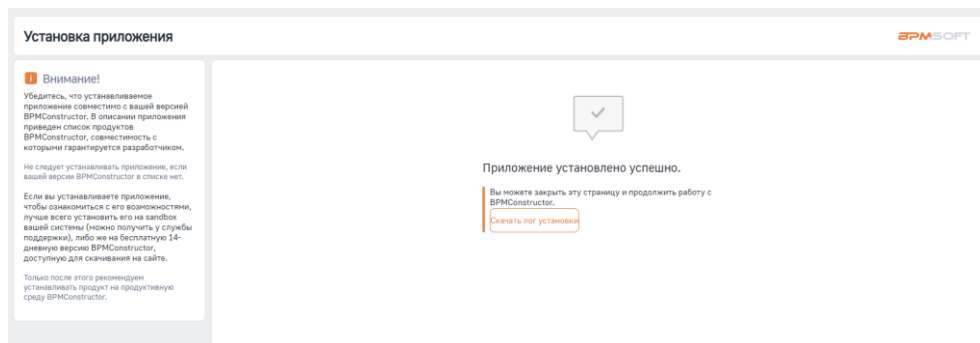 Установка приложения
BPMSOFT
Внимание!
Убедитесь, что устанавливаемое
приложение совместимо с вашей версией
BPMConstructor. В описании приложения
приведен список продуктов
BPMConstructor, совместимость с
которыми гарантируется разработчиком.
Не следует устанавливать приложение, если
вашей версии BPMConstructor в списке нет.
Если вы устанавливаете приложение,
чтобы ознакомиться с его возможностями,
лучше всего установить его на sandbox
вашей системы (можно получить у службы
поддержки), либо же на бесплатную 14-
дневную версию BPMConstructor,
доступную для скачивания на сайте.
Только после этого рекомендуем
устанавливать продукт на продуктивную
среду BPMConstructor.
Приложение установлено успешно.
Вы можете закрыть эту страницу и продолжить работу с
BPMConstructor.
Скачать лог установки